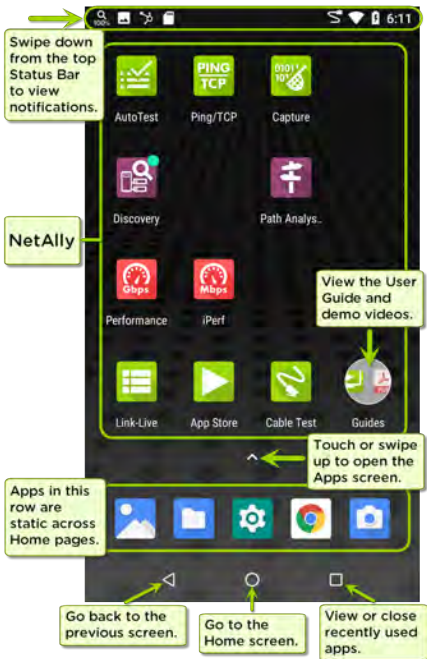 100%
6:11
Swipe down
from the top
Status Bar
to view
notifications.
PING
TCP
01011
AutoTest
Ping/TCP
Capture
Discovery
Path Analys..
NetAlly
Gbps
Mbps
View the User
Guide and
demo videos.
Performance
iPerf
Link-Live
App Store
Cable Test
Guides
Touch or swipe
up to open the
Apps screen.
Apps in this
row are
static across
Home pages.
Go back to the
previous screen.
Go to the
Home screen.
View or close
recently used
apps.